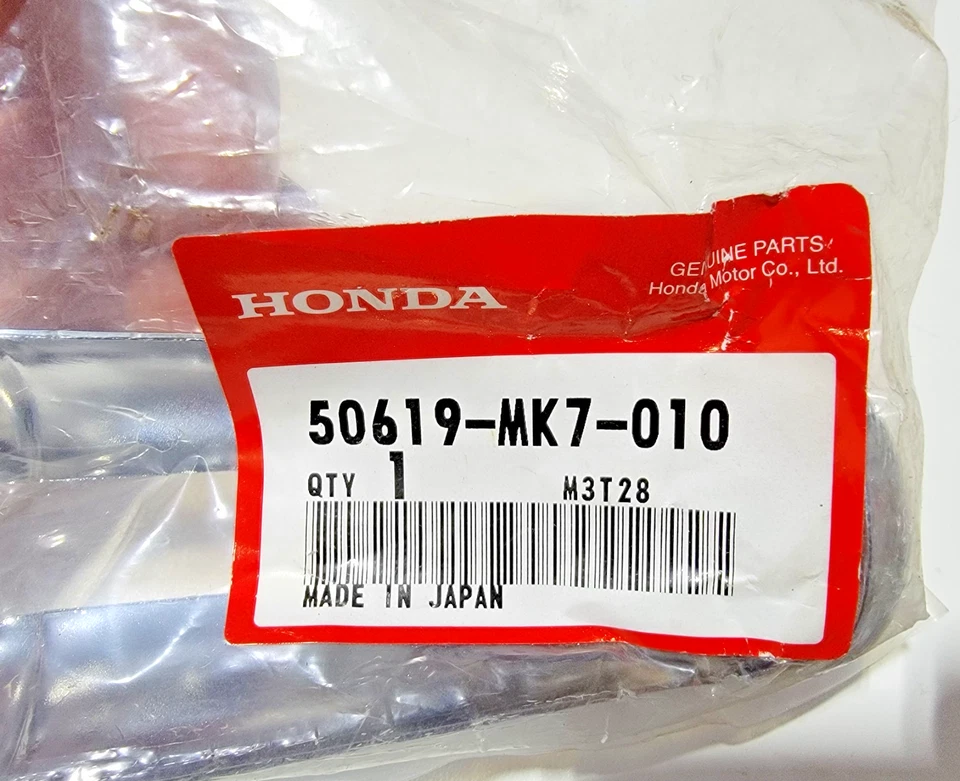 HONDA
GENUINE PARTS
Honda Motor Co., Ltd.
50619-MK7-010
QTY 1 M3T28
MADE IN JAPAN